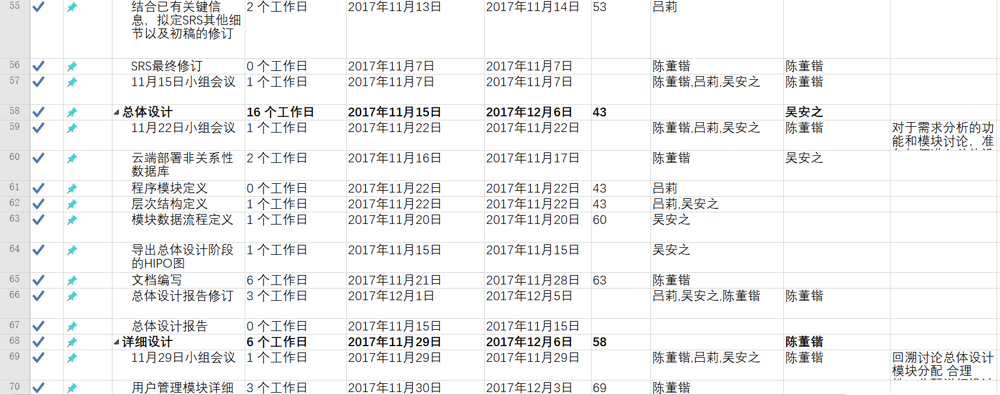 55 结合已有关键信 2 个工作日 2017年11月13日 2017年11月14日 53 吕莉
息，拟定SRS其他细
节以及初稿的修订
56 SRS最终修订 0 个工作日 2017年11月7日 2017年11月7日 陈董锴 陈董锴
57 11月15日小组会议 1 个工作日 2017年11月7日 2017年11月7日 陈董锴,吕莉,吴安之 陈董锴
58 总体设计 16 个工作日 2017年11月15日 2017年12月6日 43 吴安之
59 11月22日小组会议 1 个工作日 2017年11月22日 2017年11月22日 陈董锴,吕莉,吴安之 陈董锴 对于需求分析的功
能和模块讨论，准
60 云端部署非关系性 2 个工作日 2017年11月16日 2017年11月17日 陈董锴 吴安之
数据库
61 程序模块定义 0 个工作日 2017年11月22日 2017年11月22日 43 吕莉
62 层次结构定义 1 个工作日 2017年11月22日 2017年11月22日 43 吕莉,吴安之
63 模块数据流程定义 1 个工作日 2017年11月20日 2017年11月20日 60 吴安之
64 导出总体设计阶段 1 个工作日 2017年11月15日 2017年11月15日 吴安之
的HIPO图
65 文档编写 6 个工作日 2017年11月21日 2017年11月28日 63 陈董锴
66 总体设计报告修订 3 个工作日 2017年12月1日 2017年12月5日 吕莉,吴安之,陈董锴 陈董锴
67 总体设计报告 0 个工作日 2017年11月15日 2017年11月15日
68 详细设计 6 个工作日 2017年11月29日 2017年12月6日 58 陈董锴
69 11月29日小组会议 1 个工作日 2017年11月29日 2017年11月29日 陈董锴,吕莉,吴安之 陈董锴 回溯讨论总体设计
模块分配 合理
70 用户管理模块详细 3 个工作日 2017年11月30日 2017年12月3日 69 陈董锴